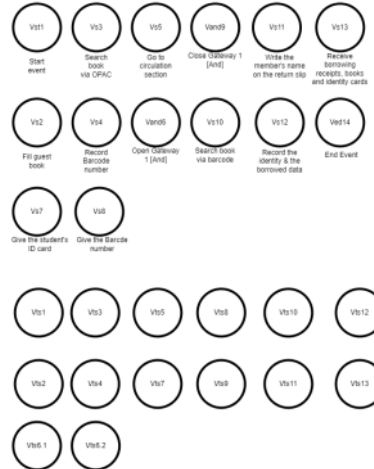 Vst1 Vs3 Vs5 Vand9 Vs11 Vs13
Start event
Search book via OPAC
Go to circulation section
Close Gateway 1 [And]
Write the member's name on the return slip
Receive borrowing receipts, books and identity cards
Vs2 Vs4 Vand6 Vs10 Vs12 Ved14
Fill guest book
Record Barcode number
Open Gateway 1 [And]
Search book via barcode
Record the identity & the borrowed data
End Event
Vs7 Vs8
Give the student's ID card
Give the Barcde number
Vts1 Vts3 Vts5 Vts8 Vts10 Vts12
Vts2 Vts4 Vts7 Vts9 Vts11 Vts13
Vts6.1 Vts6.2